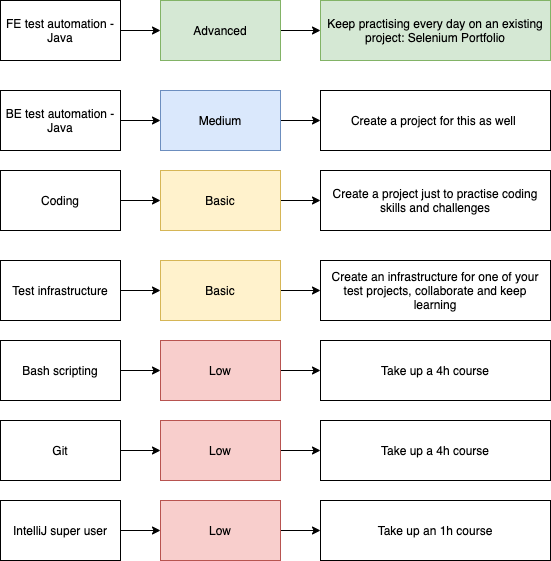 FE test automation -
Java
Advanced
Keep practising every day on an existing
project: Selenium Portfolio
BE test automation -
Java
Medium
Create a project for this as well
Coding
Basic
Create a project just to practise coding
skills and challenges
Test infrastructure
Basic
Create an infrastructure for one of your
test projects, collaborate and keep
learning
Bash scripting
Low
Take up a 4h course
Git
Low
Take up a 4h course
IntelliJ super user
Low
Take up an 1h course